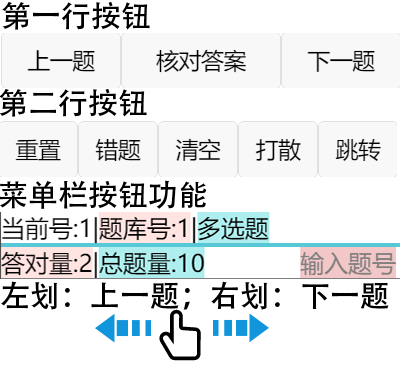 第一行按钮
上一题 核对答案 下一题
第二行按钮
重置 错题 清空 打散 跳转
菜单栏按钮功能
当前号:1|题库号:1|多选题
答对量:2|总题量:10 输入题号
左划：上一题；右划：下一题